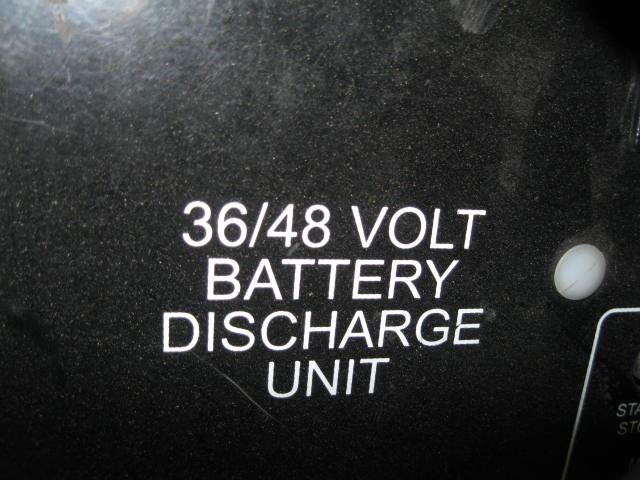 36/48 VOLT
BATTERY
DISCHARGE
UNIT